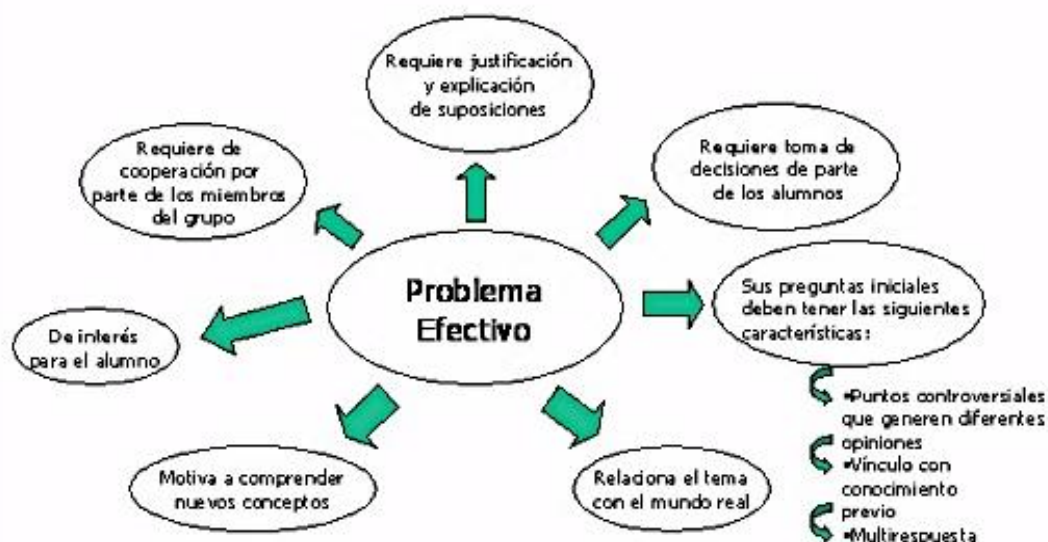 Requiere justificación
y explicación
de suposiciones
Requiere toma de
decisiones de parte
de los alumnos
Requiere de
cooperación por
parte de los miembros
del grupo
Problema
Efectivo
Sus preguntas iniciales
deben tener las siguientes
características:
De interés
para el alumno
•Puntos controversiales
que generen diferentes
opiniones
•Vínculo con
conocimiento
previo
•Multirespuesta
Motiva a comprender
nuevos conceptos
Relaciona el tema
con el mundo real